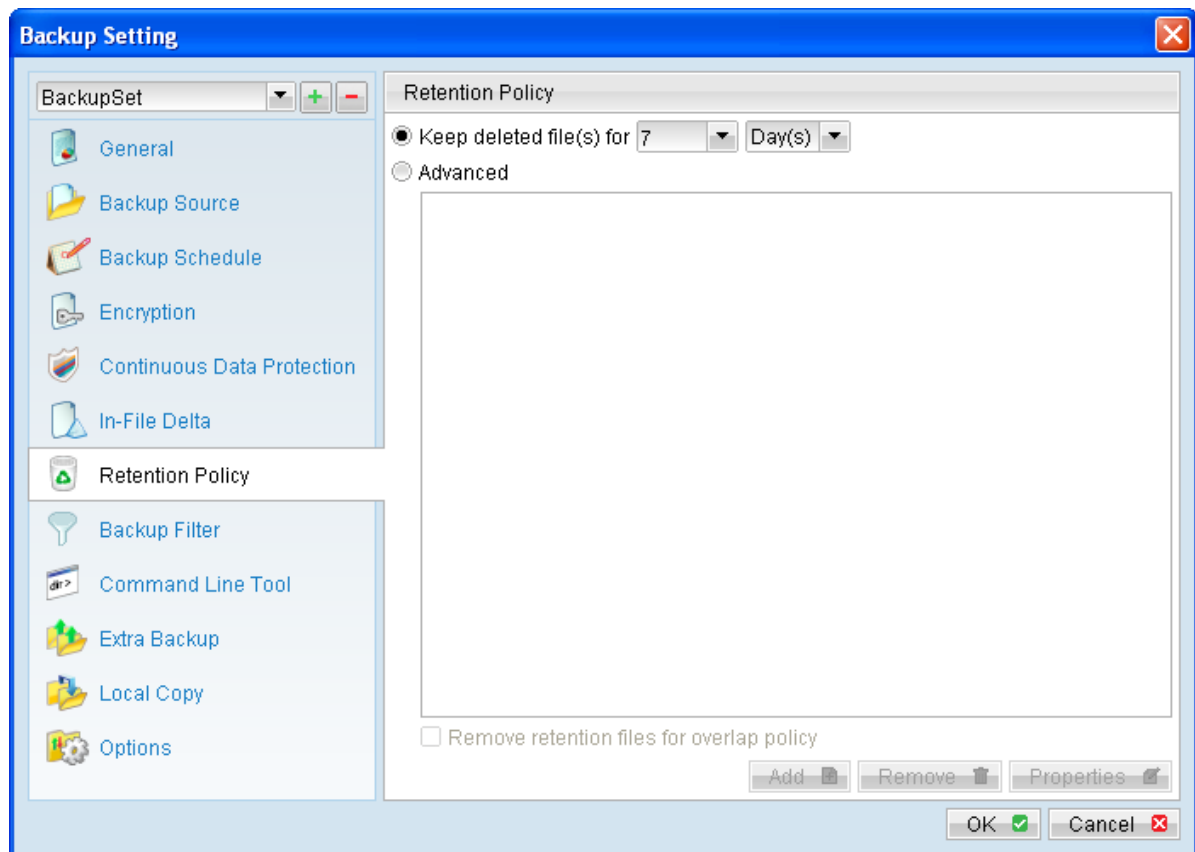 Backup Setting
BackupSet
General
Backup Source
Backup Schedule
Encryption
Continuous Data Protection
In-File Delta
Retention Policy
Backup Filter
dir>
Command Line Tool
Extra Backup
Local Copy
Options
Retention Policy
Keep deleted file(s) for 7 Day(s)
Advanced
Remove retention files for overlap policy
Add Remove Properties
OK Cancel